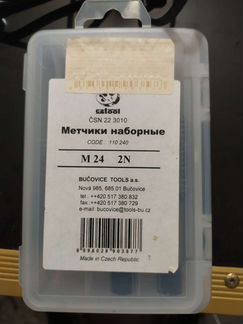 cztool
ČSN 22 3010
Метчики наборные
CODE: 110 240
M 24 2N
BUČOVICE TOOLS a.s.
Nová 985, 685 01 Bučovice
tel.: ++420 517 380 832
fax.: ++420 517 380 729
e-mail: bucovice@tools-bu.cz
Made in Czech Republic